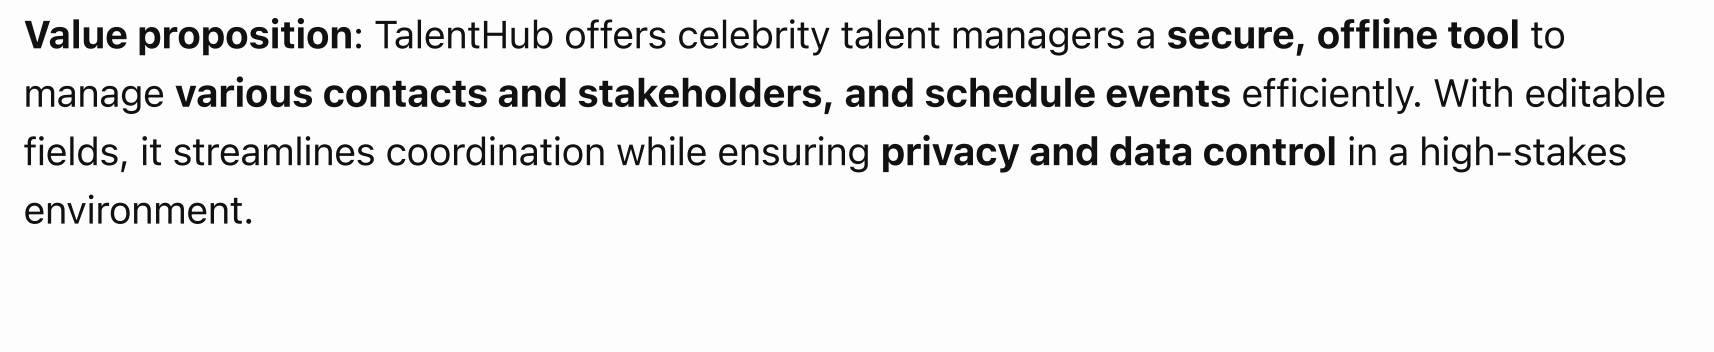 Value proposition: TalentHub offers celebrity talent managers a secure, offline tool to
manage various contacts and stakeholders, and schedule events efficiently. With editable
fields, it streamlines coordination while ensuring privacy and data control in a high-stakes
environment.